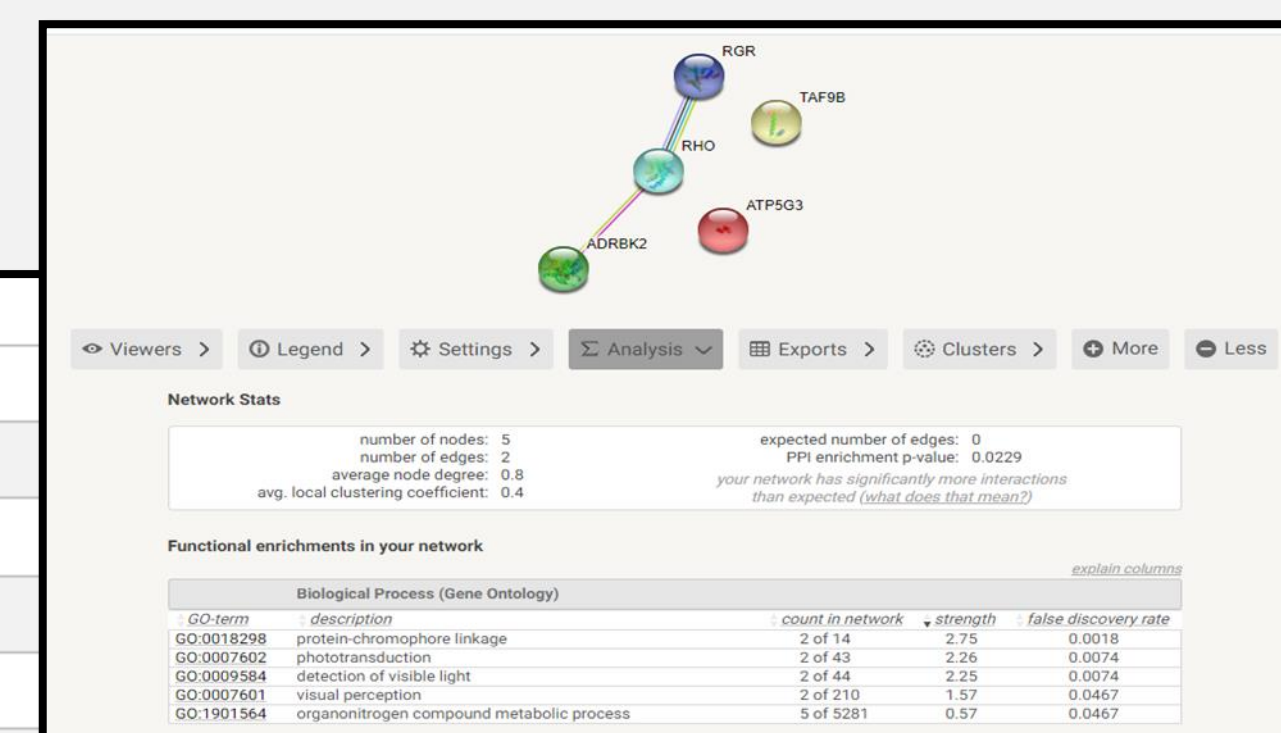 RGR
TAF9B
RHO
ATP5G3
ADRBK2
Viewers > Legend > Settings > Σ Analysis Exports > Clusters > More Less
Network Stats
number of nodes: 5
number of edges: 2
average node degree: 0.8
avg. local clustering coefficient: 0.4
expected number of edges: 0
PPI enrichment p-value: 0.0229
your network has significantly more interactions
than expected (what does that mean?)
Functional enrichments in your network
explain columns
Biological Process (Gene Ontology)
GO-term description count in network strength false discovery rate
GO:0018298 protein-chromophore linkage 2 of 14 2.75 0.0018
GO:0007602 phototransduction 2 of 43 2.26 0.0074
GO:0009584 detection of visible light 2 of 44 2.25 0.0074
GO:0007601 visual perception 2 of 210 1.57 0.0467
GO:1901564 organonitrogen compound metabolic process 5 of 5281 0.57 0.0467